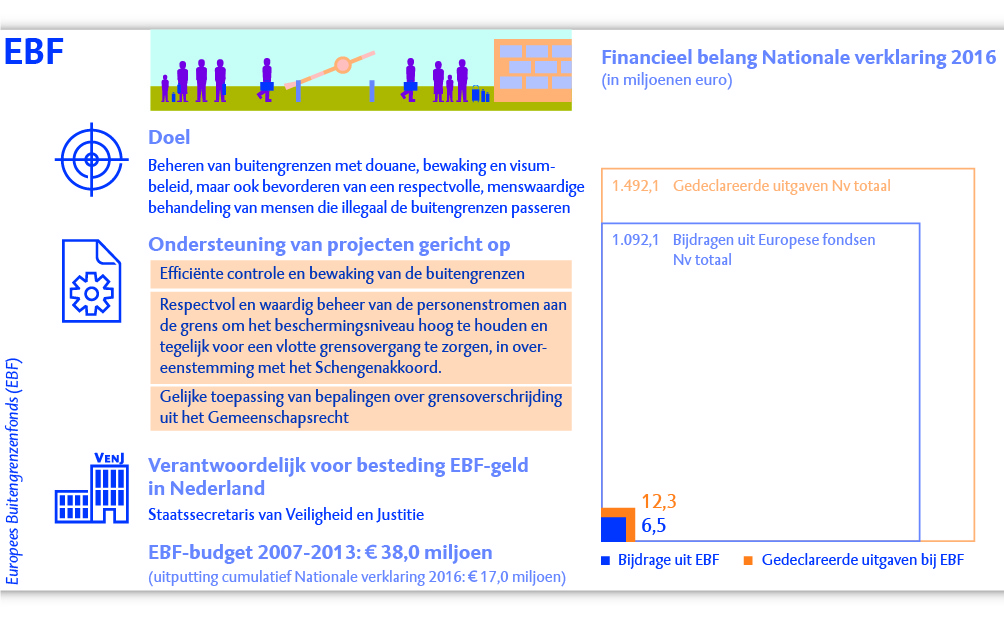 EBF
Doel
Beheren van buitengrenzen met douane, bewaking en visum-
beleid, maar ook bevorderen van een respectvolle, menswaardige
behandeling van mensen die illegaal de buitengrenzen passeren
Ondersteuning van projecten gericht op
Efficiënte controle en bewaking van de buitengrenzen
Respectvol en waardig beheer van de personenstromen aan
de grens om het beschermingsniveau hoog te houden en
tegelijk voor een vlotte grensovergang te zorgen, in over-
eenstemming met het Schengenakkoord.
Gelijke toepassing van bepalingen over grensoverschrijding
uit het Gemeenschapsrecht
VENJ
Verantwoordelijk voor besteding EBF-geld
in Nederland
Staatssecretaris van Veiligheid en Justitie
EBF-budget 2007-2013: € 38,0 miljoen
(uitputting cumulatief Nationale verklaring 2016: € 17,0 miljoen)
Europees Buitengrenzenfonds (EBF)
Financieel belang Nationale verklaring 2016
(in miljoenen euro)
1.492,1 Gedeclareerde uitgaven Nv totaal
1.092,1 Bijdragen uit Europese fondsen
Nv totaal
12,3
6,5
Bijdrage uit EBF
Gedeclareerde uitgaven bij EBF